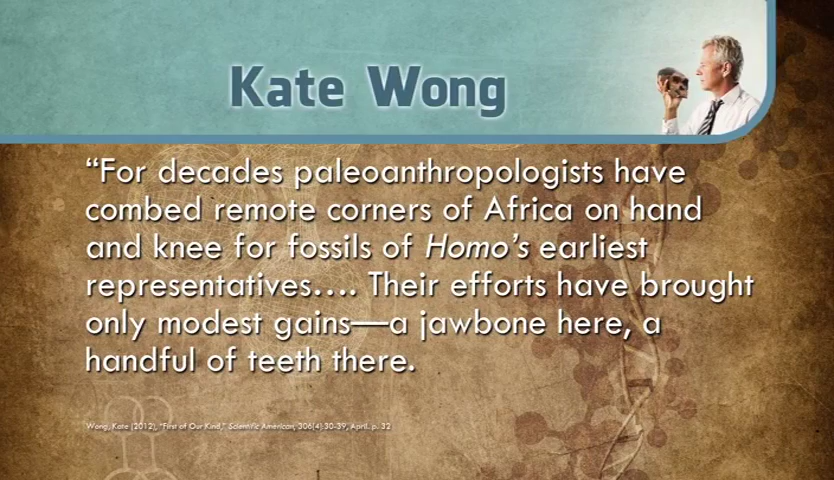 Kate Wong
“For decades paleoanthropologists have
combed remote corners of Africa on hand
and knee for fossils of Homo’s earliest
representatives.… Their efforts have brought
only modest gains—a jawbone here, a
handful of teeth there.
Wong, Kate (2012), “First of Our Kind,” Scientific American, 306(4):30-39, April. p. 32